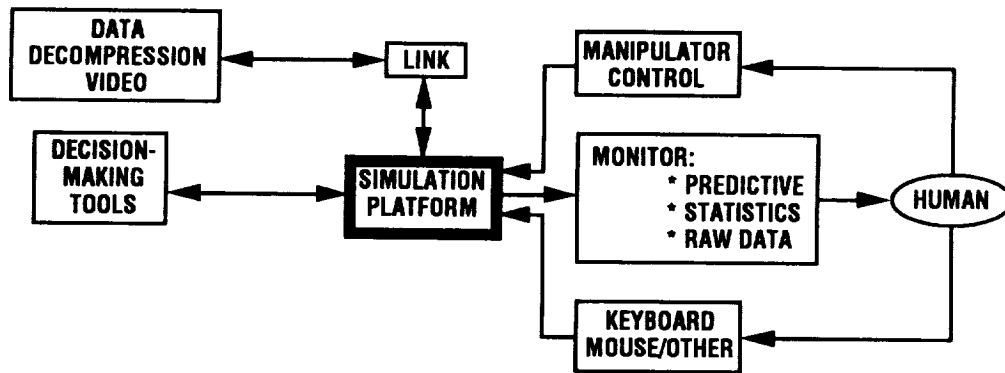 DATA
DECOMPRESSION
VIDEO
LINK
MANIPULATOR
CONTROL
DECISION-
MAKING
TOOLS
SIMULATION
PLATFORM
MONITOR:
* PREDICTIVE
* STATISTICS
* RAW DATA
HUMAN
KEYBOARD
MOUSE/OTHER